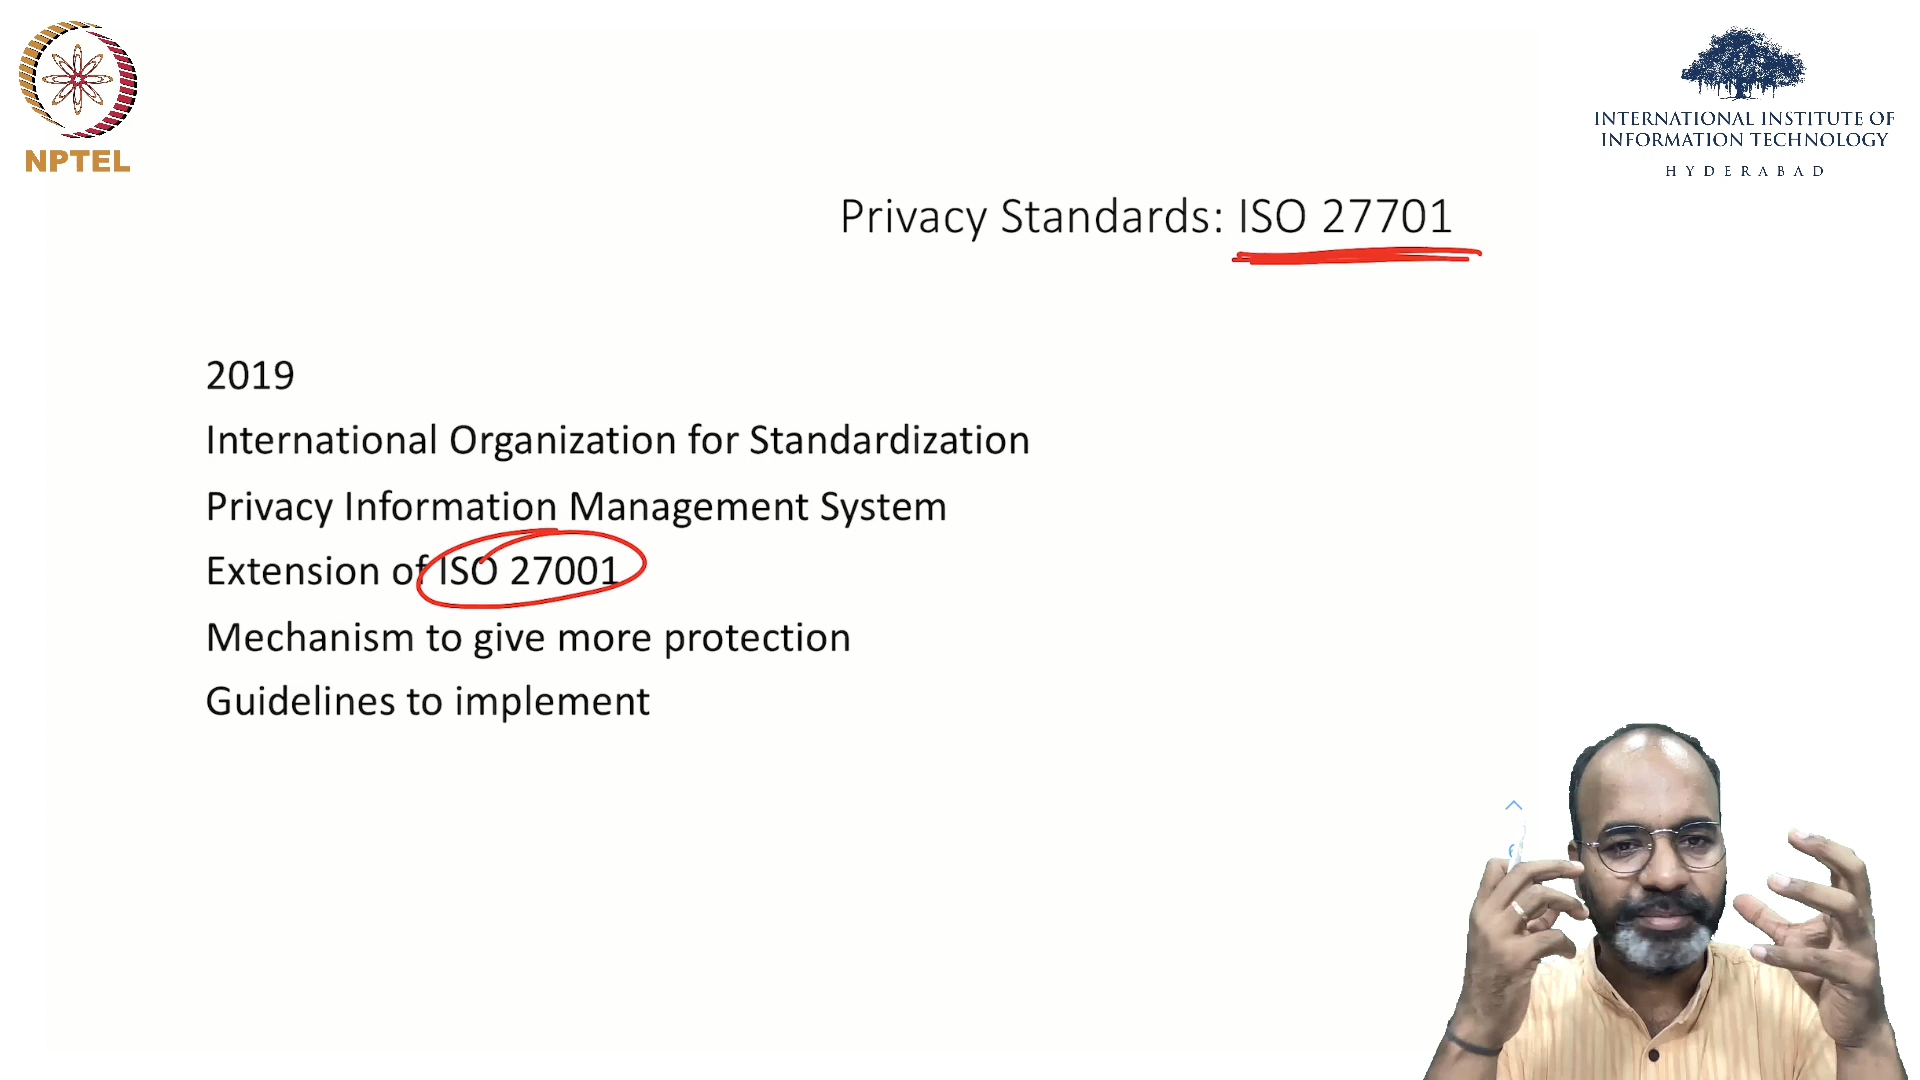 NPTEL
INTERNATIONAL INSTITUTE OF
INFORMATION TECHNOLOGY
HYDERABAD
Privacy Standards: ISO 27701
2019
International Organization for Standardization
Privacy Information Management System
Extension of ISO 27001
Mechanism to give more protection
Guidelines to implement